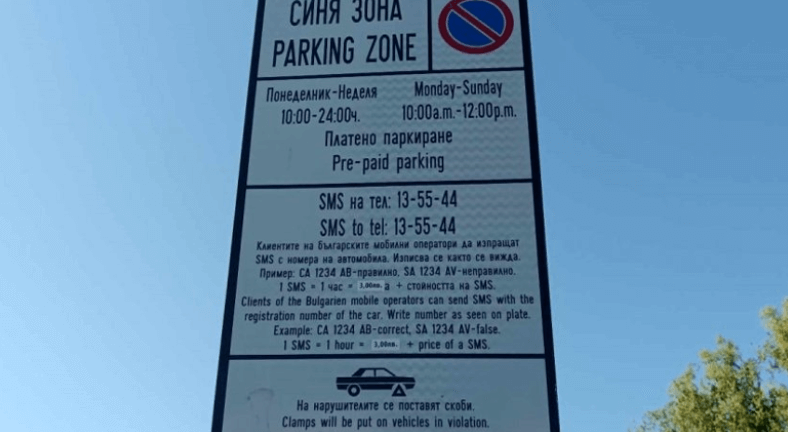 СИНЯ ЗОНА
PARKING ZONE
Понеделник-Неделя
10:00-24:00ч.
Monday-Sunday
10:00a.m.-12:00p.m.
Платено паркиране
Pre-paid parking
SMS на тел: 13-55-44
SMS to tel: 13-55-44
Клиентите на българските мобилни оператори да изпращат
SMS с номера на автомобила. Изписва се както се вижда.
Пример: СА 1234 АВ-правилно, SA 1234 AV-неправилно.
1 SMS = 1 час = а + стойността на SMS.
Clients of the Bulgarien mobile operators can send SMS with the
registration number of the car. Write number as seen on plate.
Example: CA 1234 AB-correct, SA 1234 AV-false.
1 SMS = 1 hour = + price of a SMS.
На нарушителите се поставят скоби.
Clamps will be put on vehicles in violation.